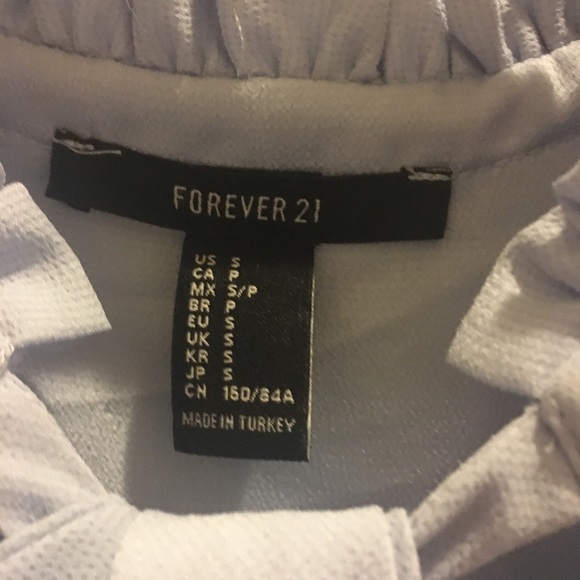 FOREVER 21
US S
CA P
MX S/P
BR P
EU S
UK S
KR S
JP S
CN 160/84A
MADE IN TURKEY